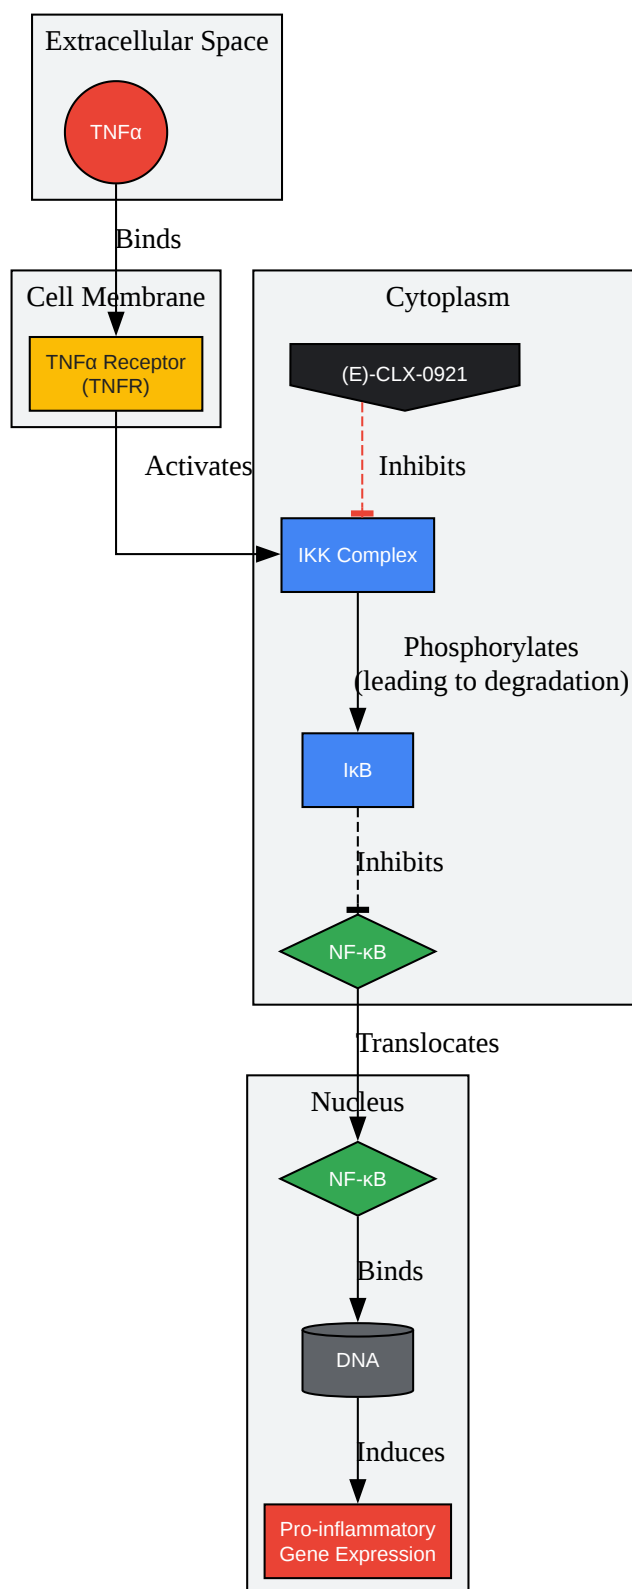 Extracellular Space
TNFα
Binds
Cell Membrane
TNFα Receptor
(TNFR)
Cytoplasm
(E)-CLX-0921
Activates
Inhibits
IKK Complex
Phosphorylates
(leading to degradation)
IκB
Inhibits
NF-κB
Translocates
Nucleus
NF-κB
Binds
DNA
Induces
Pro-inflammatory
Gene Expression